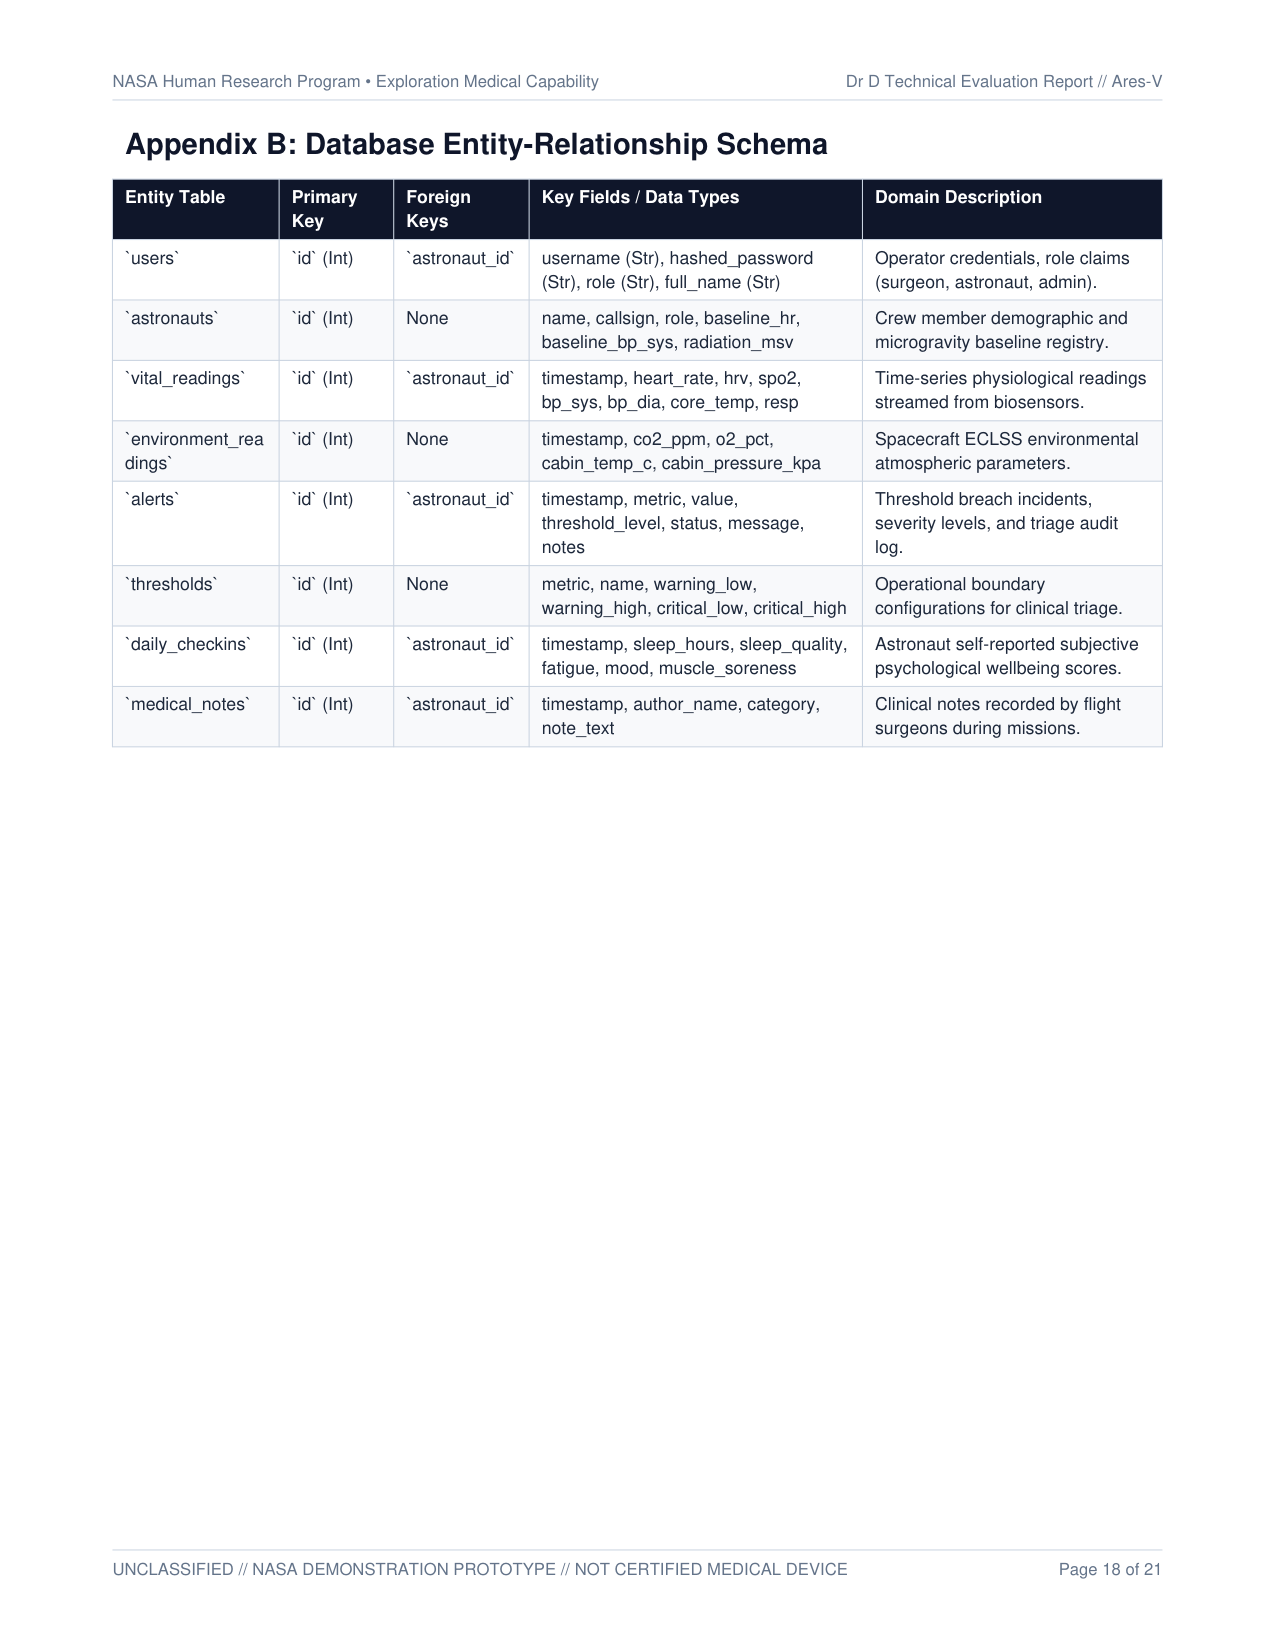 NASA Human Research Program • Exploration Medical Capability
Dr D Technical Evaluation Report // Ares-V
Appendix B: Database Entity-Relationship Schema
Entity Table
Primary
Key
Foreign
Keys
Key Fields / Data Types
Domain Description
`users`
`id` (Int)
`astronaut_id`
username (Str), hashed_password
(Str), role (Str), full_name (Str)
Operator credentials, role claims
(surgeon, astronaut, admin).
`astronauts`
`id` (Int)
None
name, callsign, role, baseline_hr,
baseline_bp_sys, radiation_msv
Crew member demographic and
microgravity baseline registry.
`vital_readings`
`id` (Int)
`astronaut_id`
timestamp, heart_rate, hrv, spo2,
bp_sys, bp_dia, core_temp, resp
Time-series physiological readings
streamed from biosensors.
`environment_rea
dings`
`id` (Int)
None
timestamp, co2_ppm, o2_pct,
cabin_temp_c, cabin_pressure_kpa
Spacecraft ECLSS environmental
atmospheric parameters.
`alerts`
`id` (Int)
`astronaut_id`
timestamp, metric, value,
threshold_level, status, message,
notes
Threshold breach incidents,
severity levels, and triage audit
log.
`thresholds`
`id` (Int)
None
metric, name, warning_low,
warning_high, critical_low, critical_high
Operational boundary
configurations for clinical triage.
`daily_checkins`
`id` (Int)
`astronaut_id`
timestamp, sleep_hours, sleep_quality,
fatigue, mood, muscle_soreness
Astronaut self-reported subjective
psychological wellbeing scores.
`medical_notes`
`id` (Int)
`astronaut_id`
timestamp, author_name, category,
note_text
Clinical notes recorded by flight
surgeons during missions.
UNCLASSIFIED // NASA DEMONSTRATION PROTOTYPE // NOT CERTIFIED MEDICAL DEVICE
Page 18 of 21